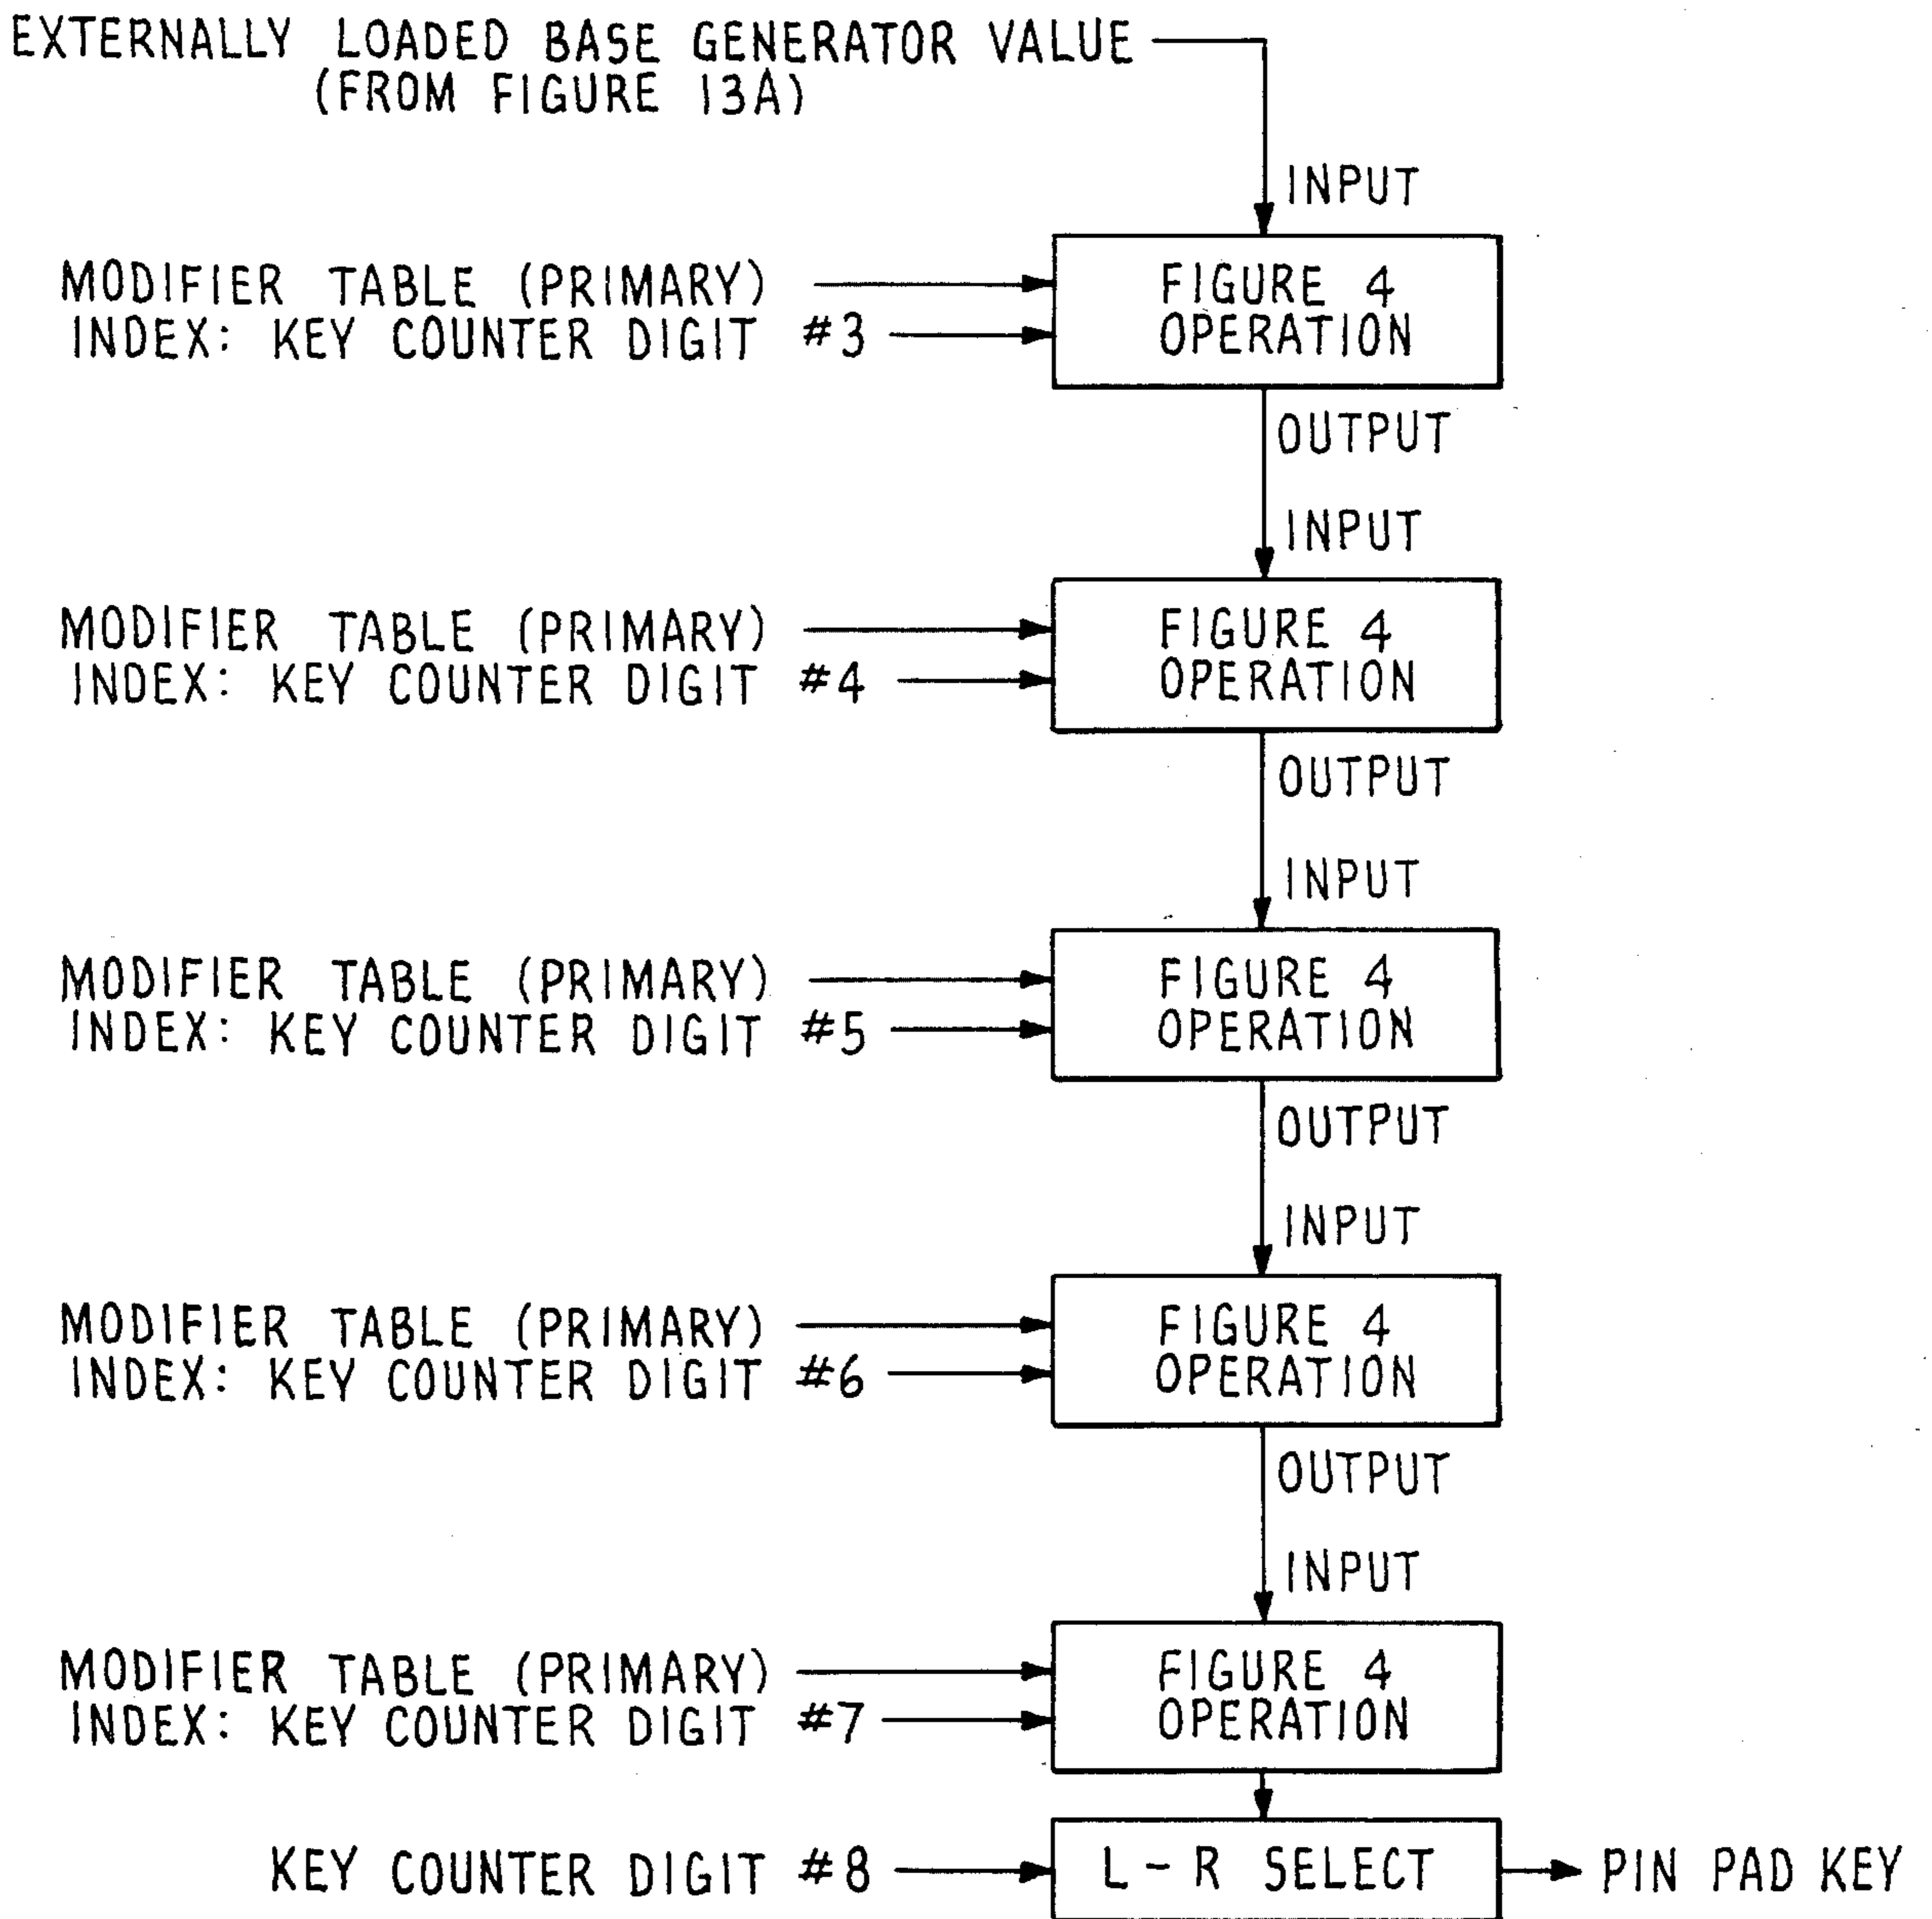 EXTERNALLY LOADED BASE GENERATOR VALUE
(FROM FIGURE 13A)
INPUT
MODIFIER TABLE (PRIMARY)
INDEX: KEY COUNTER DIGIT #3
FIGURE 4
OPERATION
OUTPUT
INPUT
MODIFIER TABLE (PRIMARY)
INDEX: KEY COUNTER DIGIT #4
FIGURE 4
OPERATION
OUTPUT
INPUT
MODIFIER TABLE (PRIMARY)
INDEX: KEY COUNTER DIGIT #5
FIGURE 4
OPERATION
OUTPUT
INPUT
MODIFIER TABLE (PRIMARY)
INDEX: KEY COUNTER DIGIT #6
FIGURE 4
OPERATION
OUTPUT
INPUT
MODIFIER TABLE (PRIMARY)
INDEX: KEY COUNTER DIGIT #7
FIGURE 4
OPERATION
KEY COUNTER DIGIT #8
L-R SELECT
PIN PAD KEY